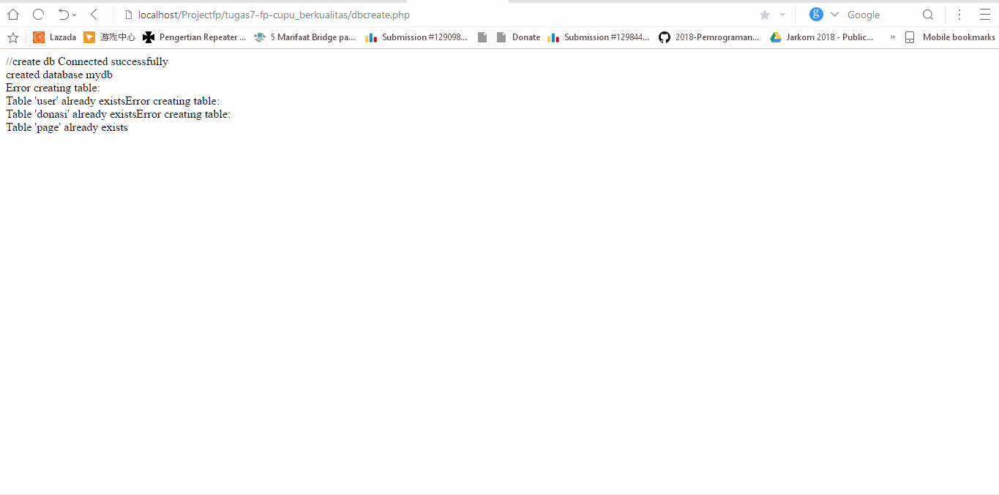 localhost/Projectfp/tugas7-fp-cupu_berkualitas/dbcreate.php
g
Google
Lazada
游戏中心
Pengertian Repeater ...
5 Manfaat Bridge pa...
Submission #129098...
Donate
Submission #129844...
2018-Pemrograman...
Jarkom 2018 - Public...
»
Mobile bookmarks
//create db Connected successfully
created database mydb
Error creating table:
Table 'user' already existsError creating table:
Table 'donasi' already existsError creating table:
Table 'page' already exists